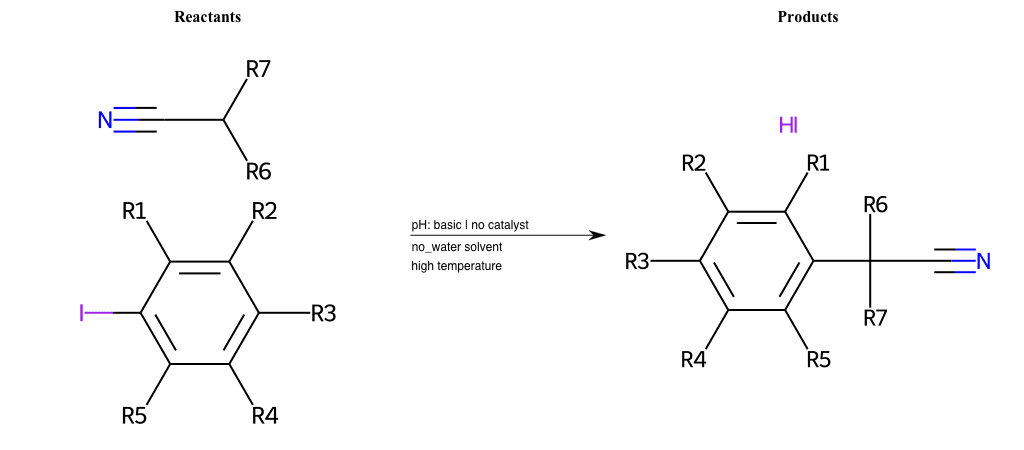 Reactants
Products
R7
N
R6
HI
R2
R1
R1
R2
R6
pH: basic | no catalyst
no_water solvent
high temperature
R3
N
I
R3
R7
R4
R5
R5
R4